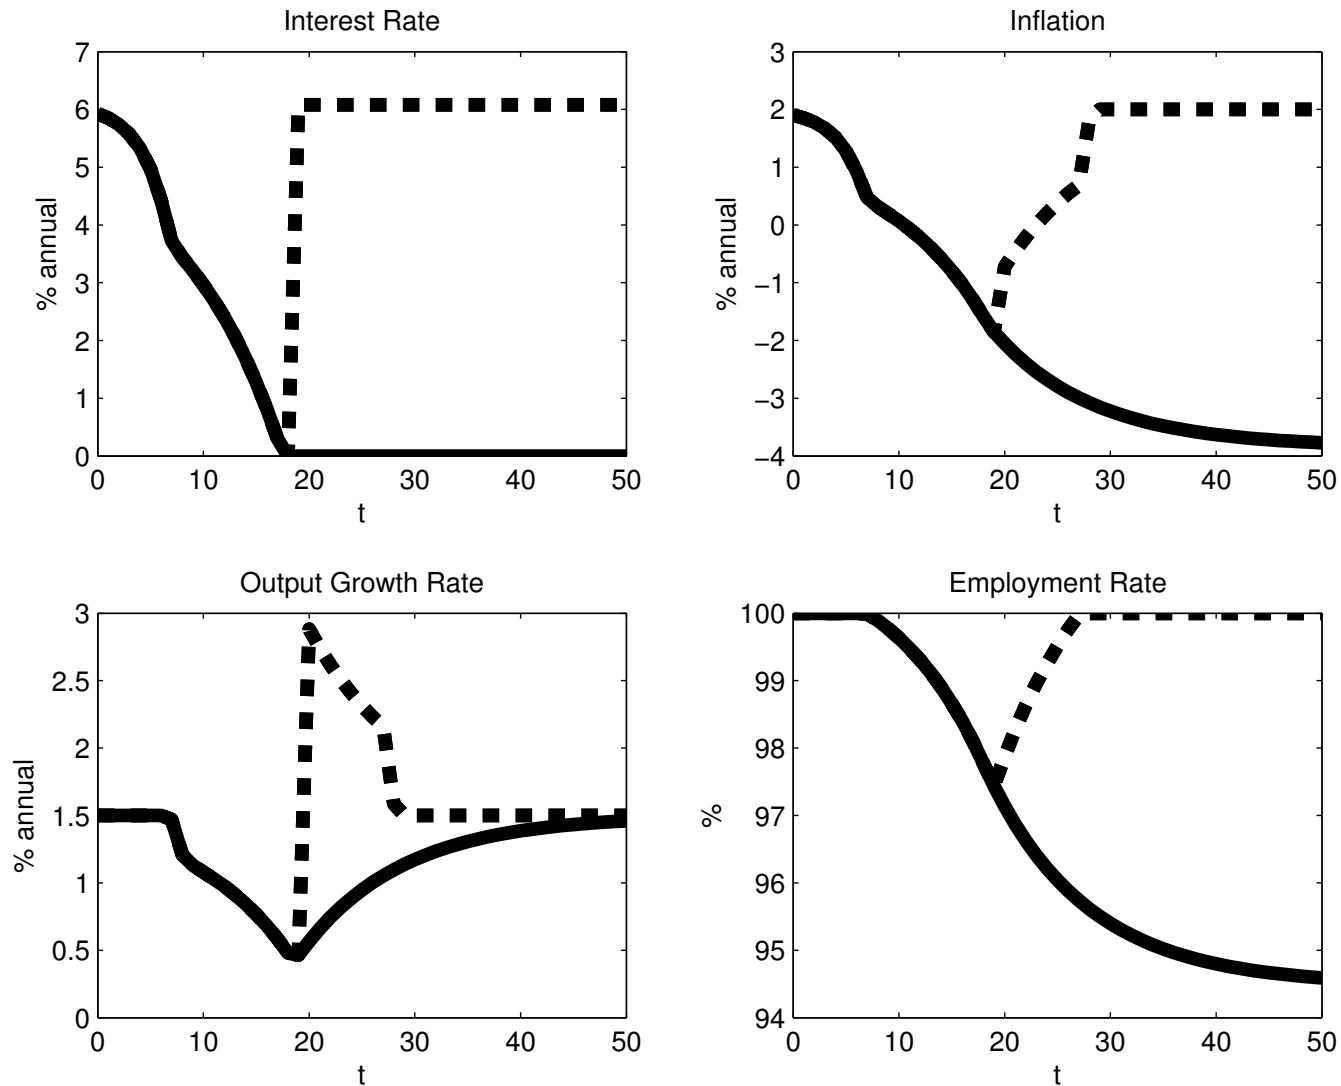 Interest Rate
7
6
5
4
3
2
1
0
% annual
0 10 20 30 40 50
t
Inflation
3
2
1
0
−1
−2
−3
−4
% annual
0 10 20 30 40 50
t
Output Growth Rate
3
2.5
2
1.5
1
0.5
0
% annual
0 10 20 30 40 50
t
Employment Rate
100
99
98
97
96
95
94
%
0 10 20 30 40 50
t